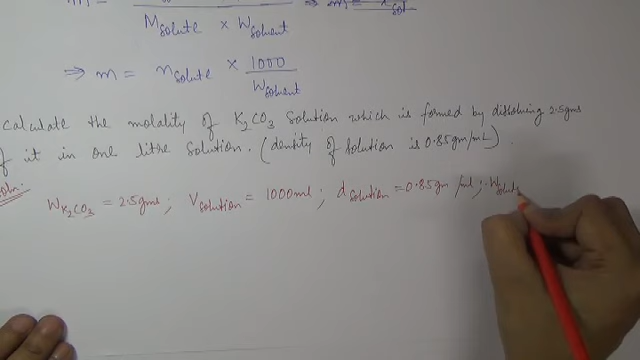 m =
M solute × W solvent ⇒ m =
⇒ m = n solute × 1000 / W solvent
Calculate the molality of K2CO3 solution which is formed by dissolving 2.5gms
of it in one litre solution. (density of solution is 0.85gm/mL).
Soln:
W K2CO3 = 2.5gms ; V solution = 1000ml ; d solution = 0.85gm /ml ; W solut